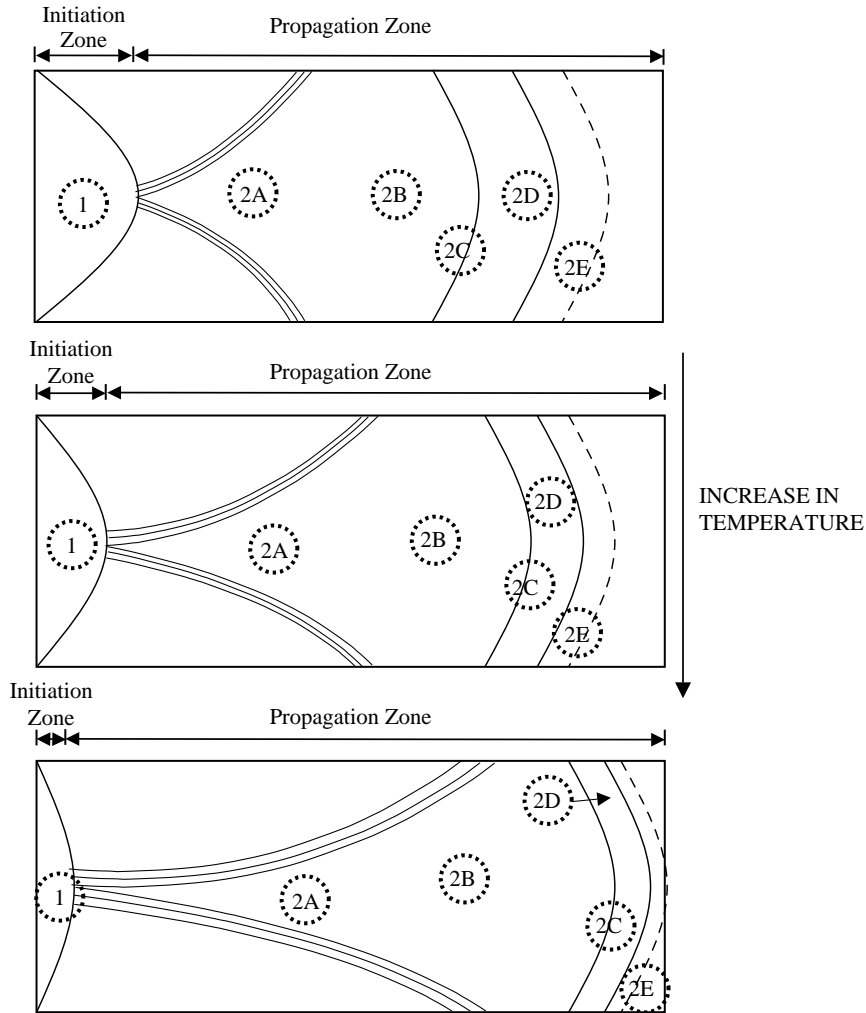 Initiation
Zone
Propagation Zone
1
2A
2B
2C
2D
2E
Initiation
Zone
Propagation Zone
1
2A
2B
2C
2D
2E
INCREASE IN
TEMPERATURE
Initiation
Zone
Propagation Zone
1
2A
2B
2C
2D
2E